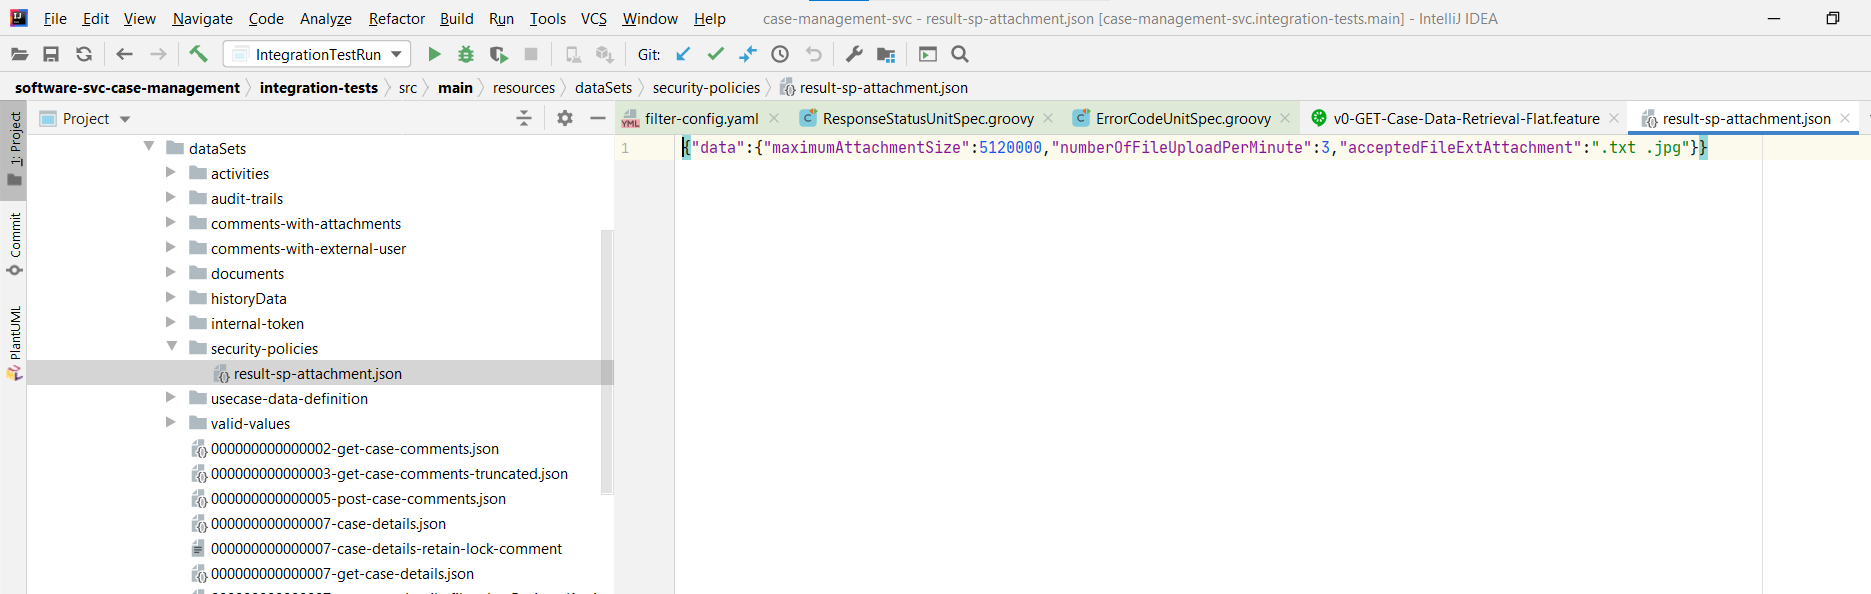 File Edit View Navigate Code Analyze Refactor Build Run Tools VCS Window Help case-management-svc - result-sp-attachment.json [case-management-svc.integration-tests.main] - IntelliJ IDEA
IntegrationTestRun Git:
software-svc-case-management integration-tests src main resources dataSets security-policies result-sp-attachment.json
Project filter-config.yaml ResponseStatusUnitSpec.groovy ErrorCodeUnitSpec.groovy v0-GET-Case-Data-Retrieval-Flat.feature result-sp-attachment.json
1: Project
Commit
PlantUML
dataSets
activities
audit-trails
comments-with-attachments
comments-with-external-user
documents
historyData
internal-token
security-policies
result-sp-attachment.json
usecase-data-definition
valid-values
000000000000002-get-case-comments.json
000000000000003-get-case-comments-truncated.json
000000000000005-post-case-comments.json
000000000000007-case-details.json
000000000000007-case-details-retain-lock-comment
000000000000007-get-case-details.json
1 {"data":{"maximumAttachmentSize":5120000,"numberOfFileUploadPerMinute":3,"acceptedFileExtAttachment":".txt .jpg"}}